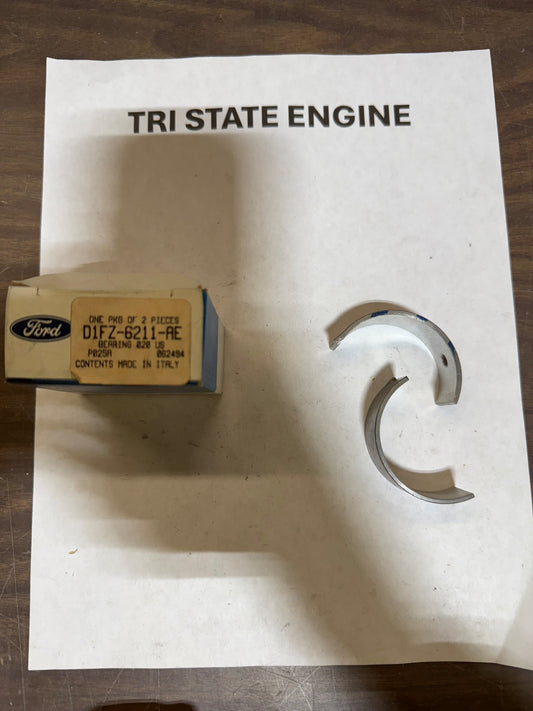 TRI STATE ENGINE
Ford
ONE PKG OF 2 PIECES
D1FZ-6211-AE
BEARING 020 US
P025A 062494
CONTENTS MADE IN ITALY